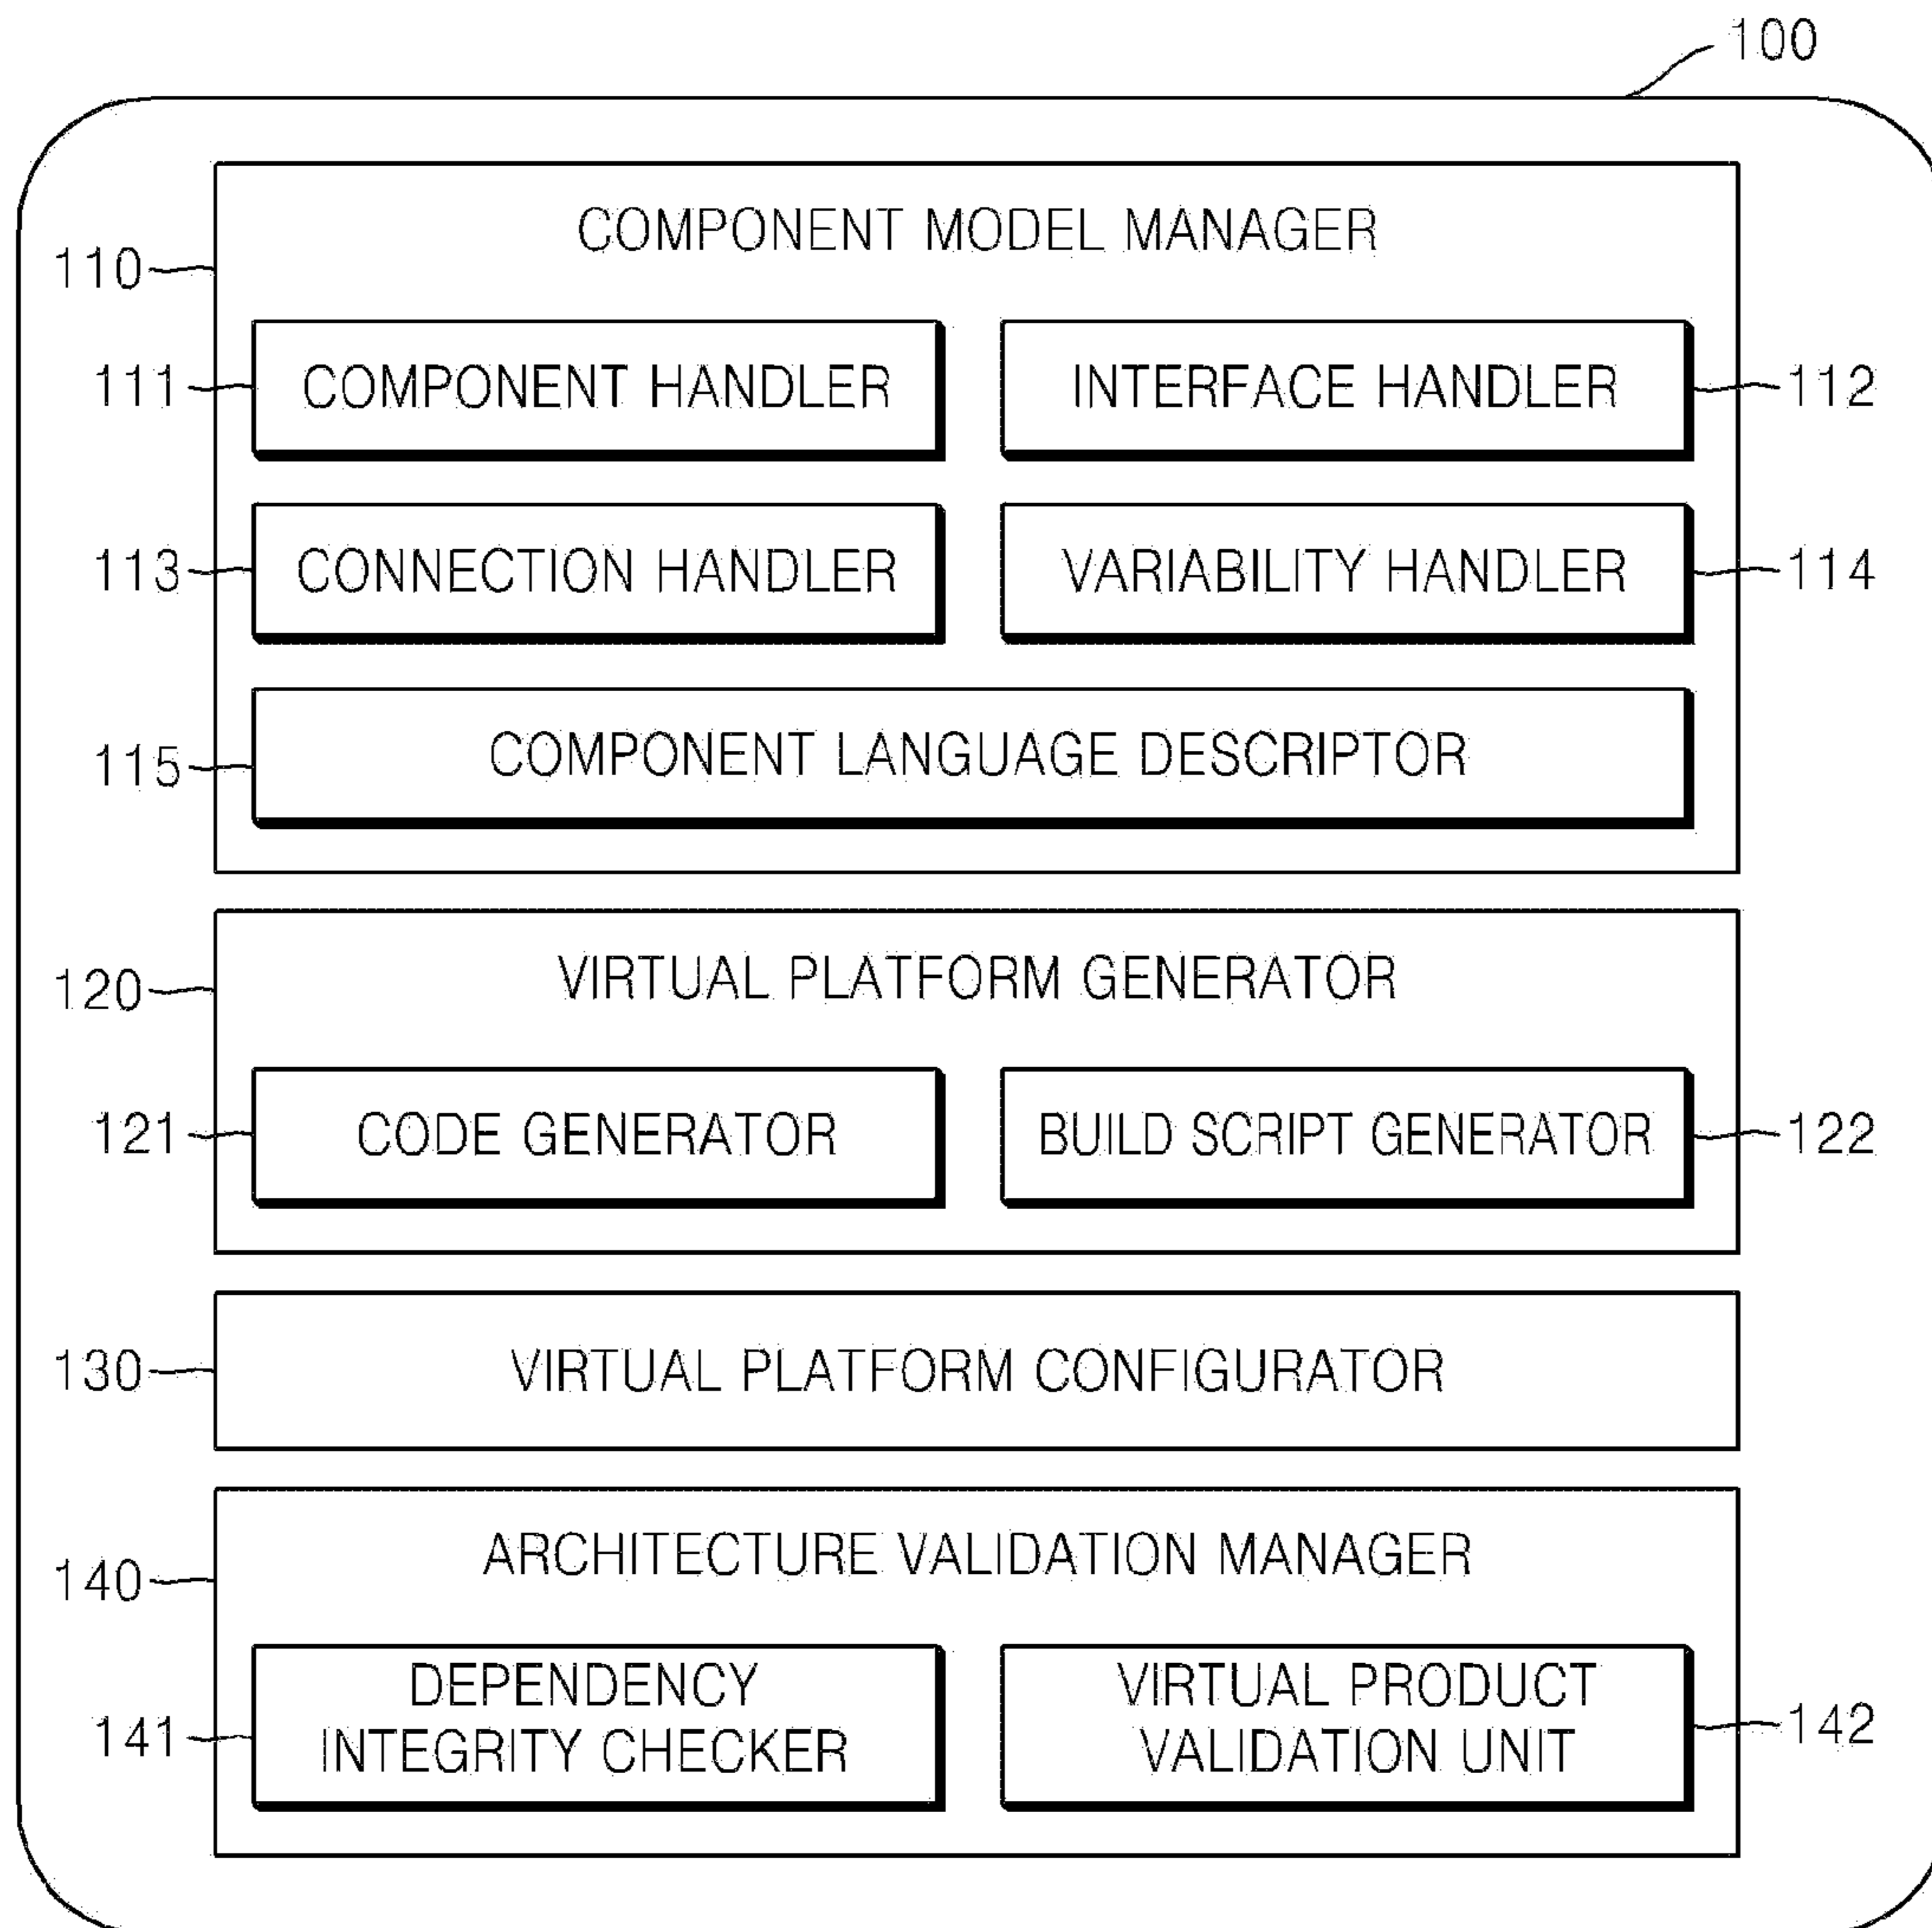 100
COMPONENT MODEL MANAGER
110
111
COMPONENT HANDLER
INTERFACE HANDLER
112
113
CONNECTION HANDLER
VARIABILITY HANDLER
114
115
COMPONENT LANGUAGE DESCRIPTOR
120
VIRTUAL PLATFORM GENERATOR
121
CODE GENERATOR
BUILD SCRIPT GENERATOR
122
130
VIRTUAL PLATFORM CONFIGURATOR
ARCHITECTURE VALIDATION MANAGER
140
141
DEPENDENCY
INTEGRITY CHECKER
VIRTUAL PRODUCT
VALIDATION UNIT
142